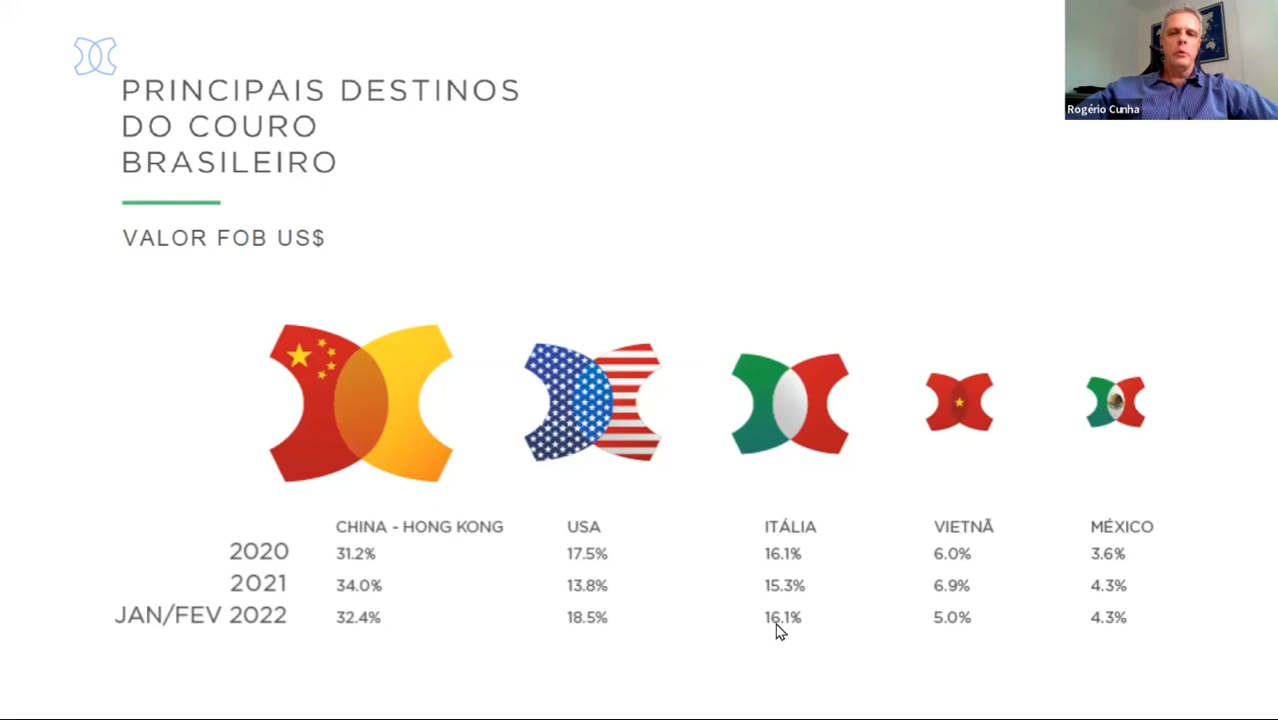 PRINCIPAIS DESTINOS
DO COURO
BRASILEIRO
VALOR FOB US$
Rogério Cunha
CHINA - HONG KONG USA ITÁLIA VIETNÃ MÉXICO
2020 31.2% 17.5% 16.1% 6.0% 3.6%
2021 34.0% 13.8% 15.3% 6.9% 4.3%
JAN/FEV 2022 32.4% 18.5% 16.1% 5.0% 4.3%